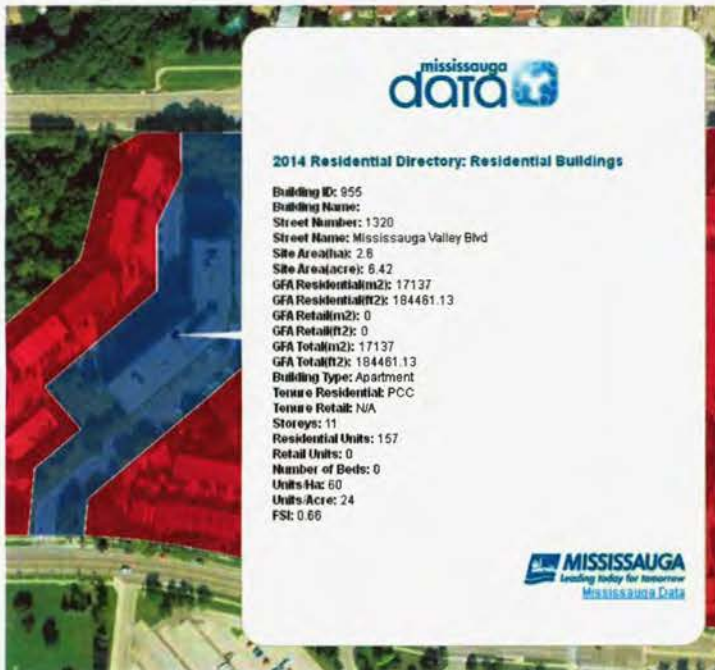 mississauga
data
2014 Residential Directory: Residential Buildings
Building ID: 955
Building Name:
Street Number: 1320
Street Name: Mississauga Valley Blvd
Site Area(ha): 2.6
Site Area(acre): 6.42
GFA Residential(m2): 17137
GFA Residential(ft2): 184461.13
GFA Retail(m2): 0
GFA Retail(ft2): 0
GFA Total(m2): 17137
GFA Total(ft2): 184461.13
Building Type: Apartment
Tenure Residential: PCC
Tenure Retail: N/A
Storeys: 11
Residential Units: 157
Retail Units: 0
Number of Beds: 0
Units/Ha: 60
Units/Acre: 24
FSI: 0.66
MISSISSAUGA
Leading today for tomorrow
Mississauga Data